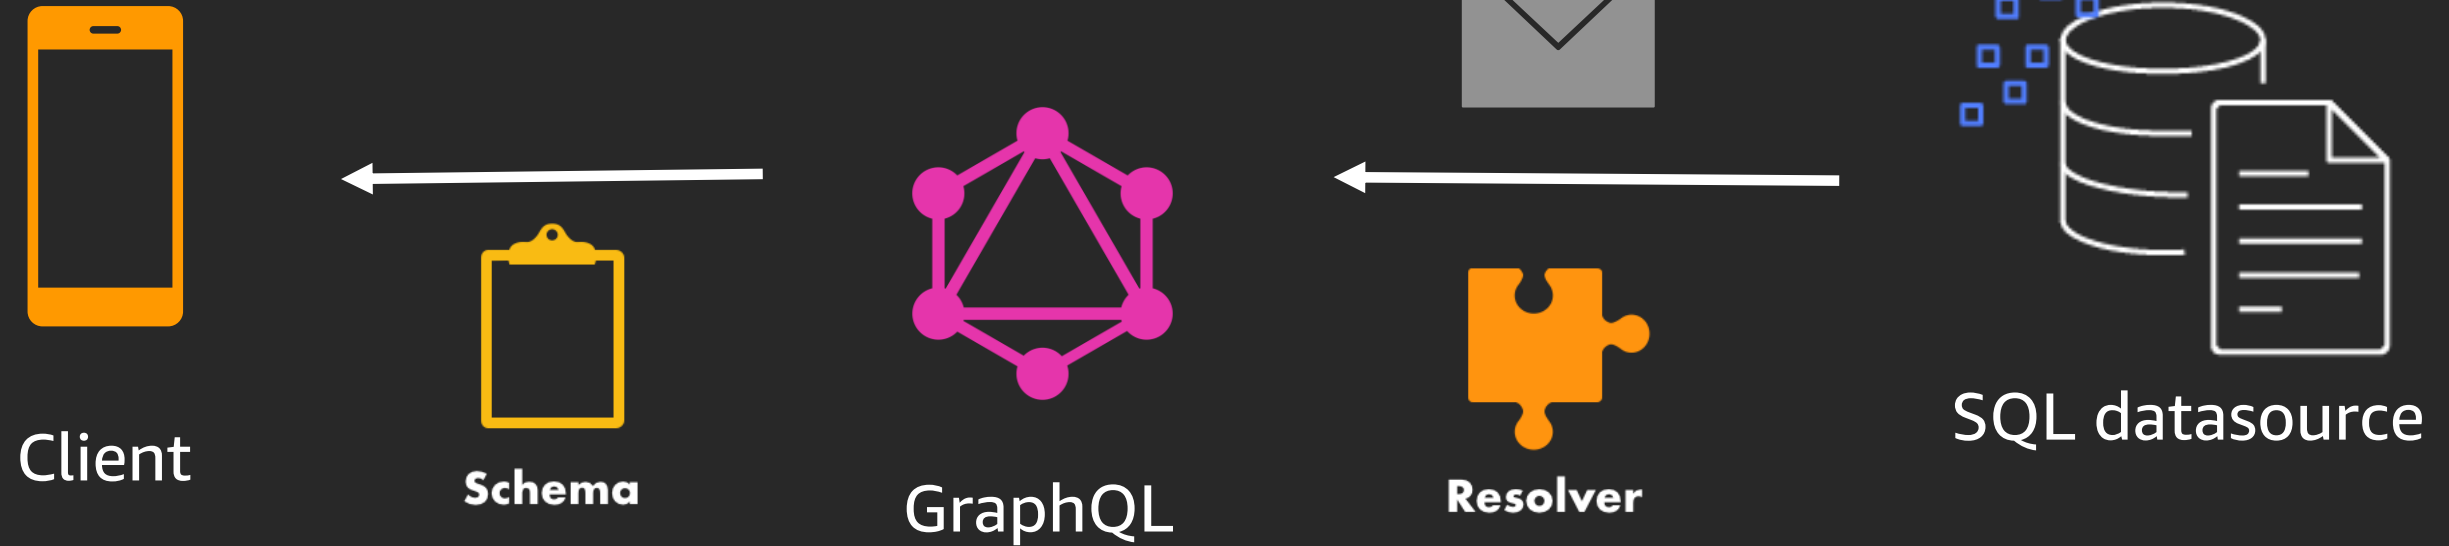 Client
Schema
GraphQL
Resolver
SQL datasource